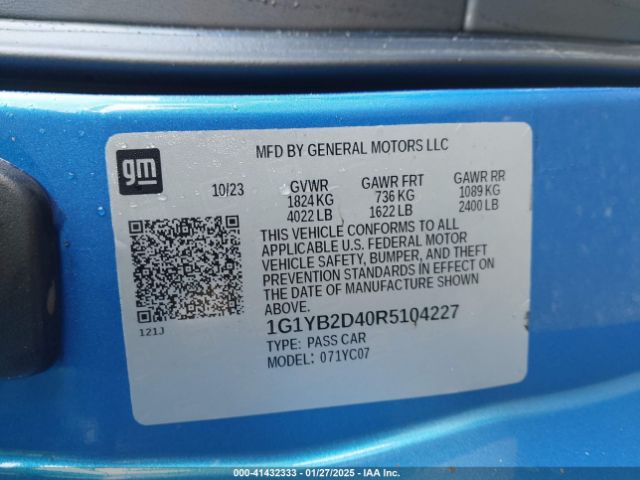 gm
MFD BY GENERAL MOTORS LLC
10/23
GVWR GAWR FRT GAWR RR
1824 KG 736 KG 1089 KG
4022 LB 1622 LB 2400 LB
THIS VEHICLE CONFORMS TO ALL
APPLICABLE U.S. FEDERAL MOTOR
VEHICLE SAFETY, BUMPER, AND THEFT
PREVENTION STANDARDS IN EFFECT ON
THE DATE OF MANUFACTURE SHOWN
ABOVE.
121J
1G1YB2D40R5104227
TYPE: PASS CAR
MODEL: 071YC07
00-41432333 - 01/27/2025 - IAA Inc.